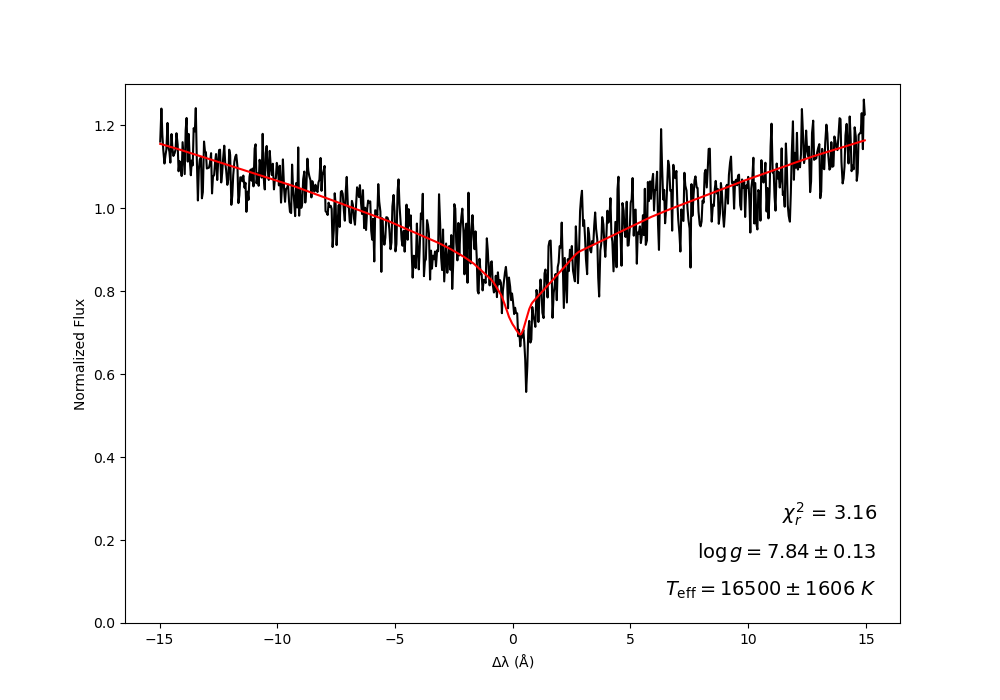 1.2
1.0
0.8
0.6
0.4
0.2
0.0
Normalized Flux
χ²ᵣ = 3.16
log g = 7.84 ± 0.13
T_eff = 16500 ± 1606 K
−15 −10 −5 0 5 10 15
Δλ (Å)